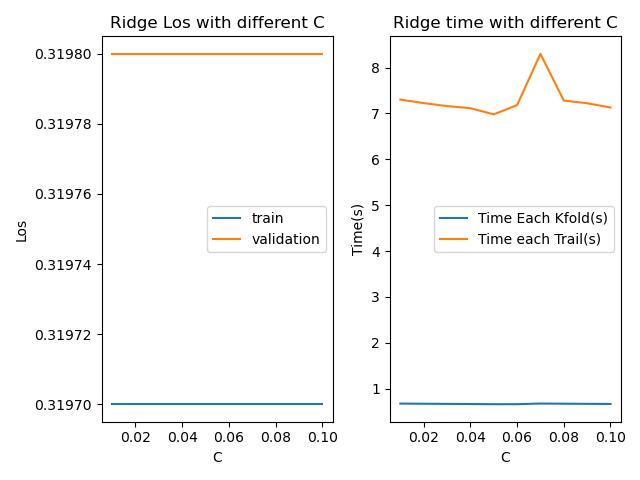 Ridge Los with different C
0.31980
0.31978
0.31976
0.31974
0.31972
0.31970
Los
train
validation
0.02 0.04 0.06 0.08 0.10
C
Ridge time with different C
8
7
6
5
4
3
2
1
Time(s)
Time Each Kfold(s)
Time each Trail(s)
0.02 0.04 0.06 0.08 0.10
C